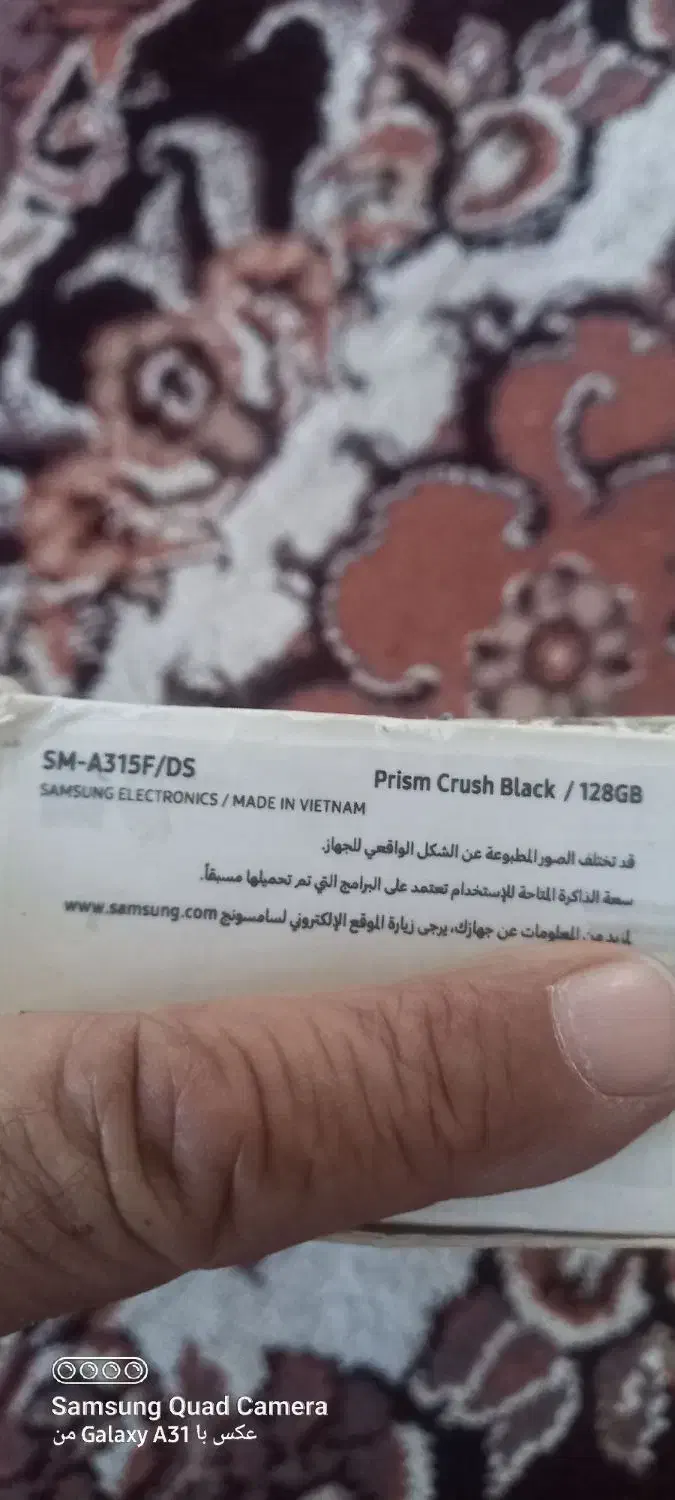 SM-A315F/DS
Prism Crush Black / 128GB
SAMSUNG ELECTRONICS / MADE IN VIETNAM
قد تختلف الصور المطبوعة عن الشكل الواقعي للجهاز.
سعة الذاكرة المتاحة للإستخدام تعتمد على البرامج التي تم تحميلها مسبقاً.
لمزيد من المعلومات عن جهازك، يرجى زيارة الموقع الإلكتروني لسامسونج www.samsung.com
Samsung Quad Camera
عکس با Galaxy A31 من